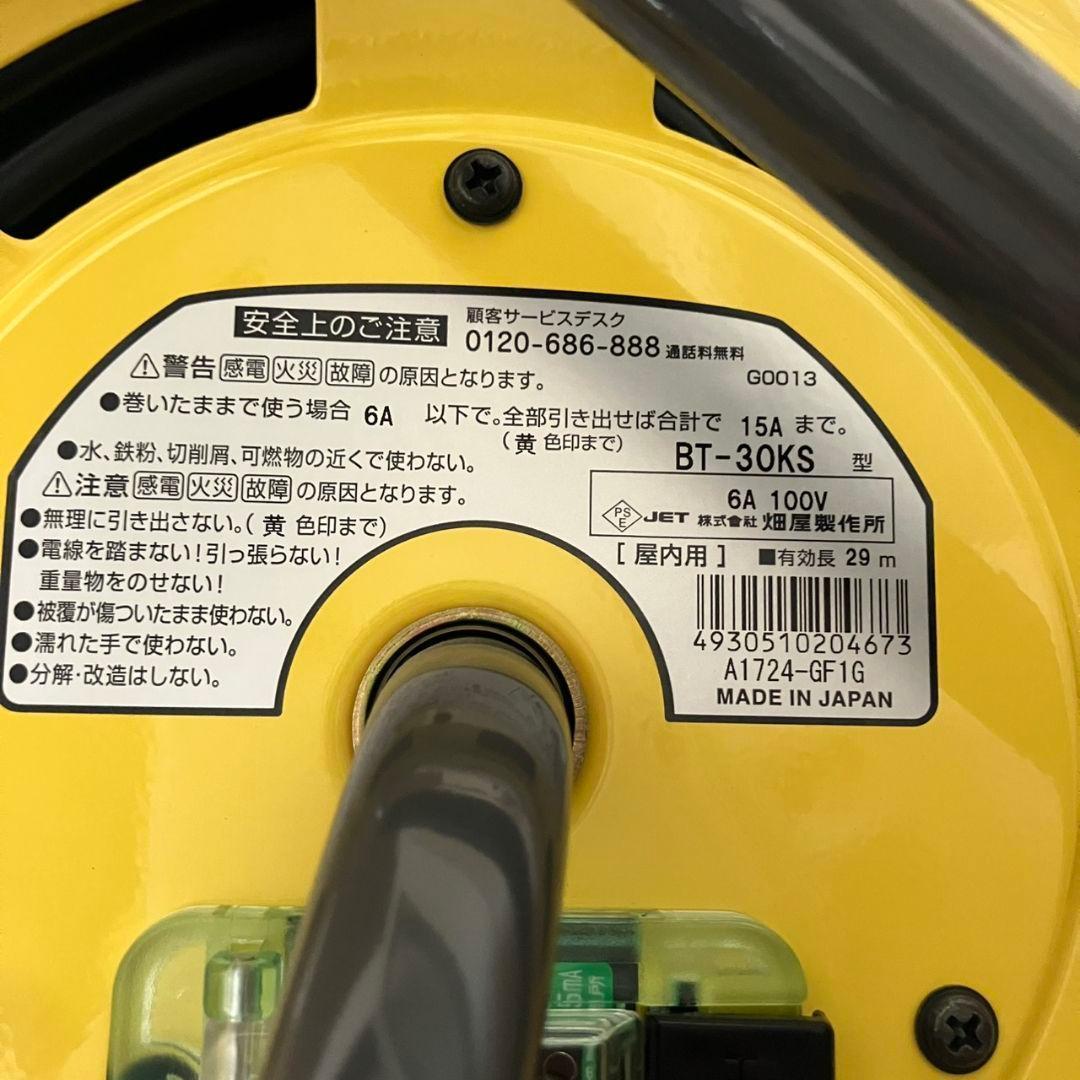 安全上のご注意
顧客サービスデスク
0120-686-888 通話料無料
⚠警告 感電 火災 故障 の原因となります。
G0013
●巻いたままで使う場合 6A 以下で。全部引き出せば合計で 15A まで。
(黄 色印まで)
●水、鉄粉、切削屑、可燃物の近くで使わない。
BT-30KS 型
⚠注意 感電 火災 故障 の原因となります。
6A 100V
PS E JET 株式会社 畑屋製作所
●無理に引き出さない。(黄 色印まで)
●電線を踏まない!引っ張らない!
重量物をのせない!
[屋内用] ■有効長 29 m
●被覆が傷ついたまま使わない。
●濡れた手で使わない。
●分解・改造はしない。
4930510204673
A1724-GF1G
MADE IN JAPAN
5mA
所